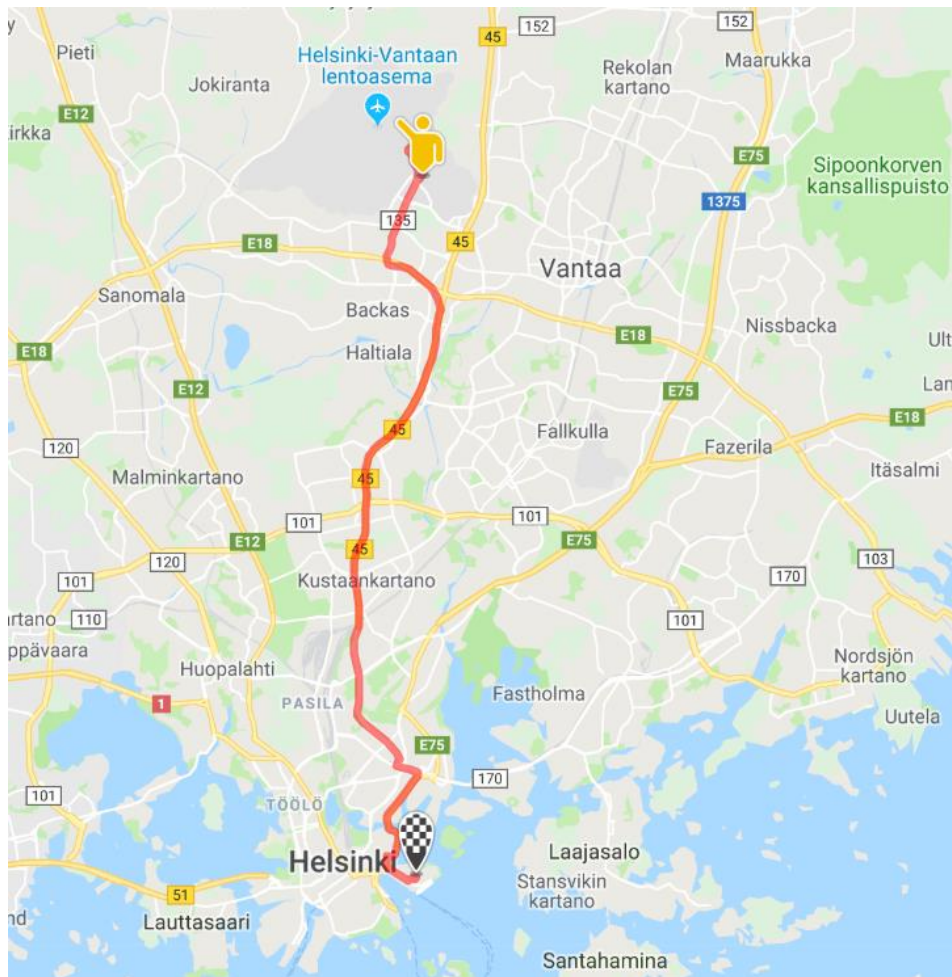 45
152
152
Pieti
Helsinki-Vantaan
lentoasema
Maarukka
Rekolan
kartano
Jokiranta
E12
irkka
E75
Sipoonkorven
kansallispuisto
1375
135
45
E18
Vantaa
Sanomala
Backas
Nissbacka
E18
Haltiala
E18
Ult
E12
E75
Lan
E18
45
Fallkulla
120
Fazerila
Itäsalmi
Malminkartano
45
101
101
E12
E75
45
120
103
101
Kustaankartano
170
artano
110
101
ppävaara
Huopalahti
Nordsjön
kartano
PASILA
Fastholma
1
Uutela
E75
170
101
TÖÖLÖ
Helsinki
Laajasalo
Stansvikin
kartano
51
Lauttasaari
nd
Santahamina